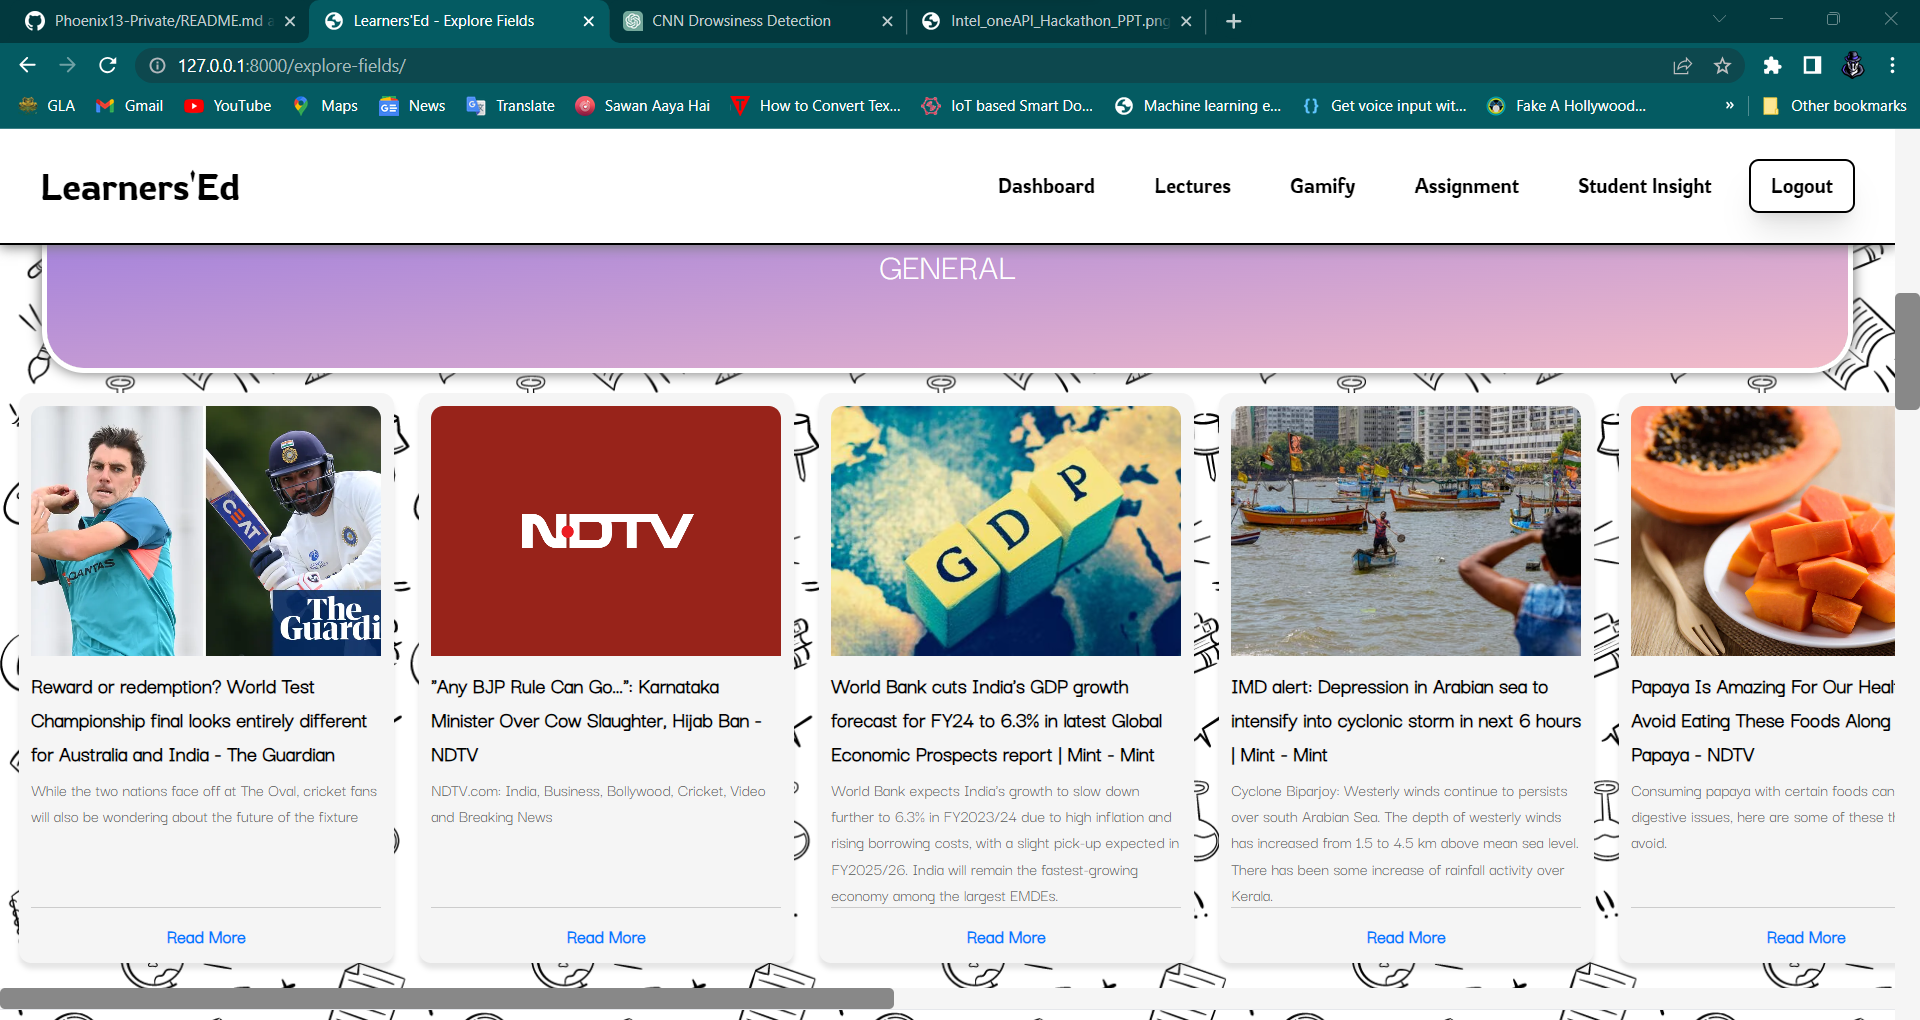 Phoenix13-Private/README.md a
Learners'Ed - Explore Fields
CNN Drowsiness Detection
Intel_oneAPI_Hackathon_PPT.png
127.0.0.1:8000/explore-fields/
GLA
Gmail
YouTube
Maps
News
Translate
Sawan Aaya Hai
How to Convert Tex...
IoT based Smart Do...
Machine learning e...
Get voice input wit...
Fake A Hollywood...
»
Other bookmarks
Learners'Ed
Dashboard
Lectures
Gamify
Assignment
Student Insight
Logout
GENERAL
CEAT
QANTAS
The
Guardi
Reward or redemption? World Test
Championship final looks entirely different
for Australia and India - The Guardian
While the two nations face off at The Oval, cricket fans
will also be wondering about the future of the fixture
Read More
NDTV
"Any BJP Rule Can Go...": Karnataka
Minister Over Cow Slaughter, Hijab Ban -
NDTV
NDTV.com: India, Business, Bollywood, Cricket, Video
and Breaking News
Read More
GDP
World Bank cuts India's GDP growth
forecast for FY24 to 6.3% in latest Global
Economic Prospects report | Mint - Mint
World Bank expects India's growth to slow down
further to 6.3% in FY2023/24 due to high inflation and
rising borrowing costs, with a slight pick-up expected in
FY2025/26. India will remain the fastest-growing
economy among the largest EMDEs.
Read More
IMD alert: Depression in Arabian sea to
intensify into cyclonic storm in next 6 hours
| Mint - Mint
Cyclone Biparjoy: Westerly winds continue to persists
over south Arabian Sea. The depth of westerly winds
has increased from 1.5 to 4.5 km above mean sea level.
There has been some increase of rainfall activity over
Kerala.
Read More
Papaya Is Amazing For Our Heal
Avoid Eating These Foods Along
Papaya - NDTV
Consuming papaya with certain foods can
digestive issues, here are some of these th
avoid.
Read More